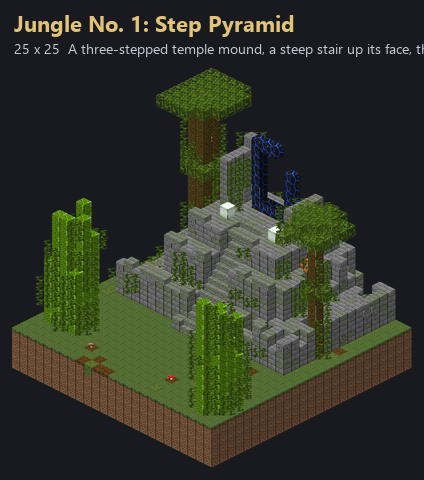 Jungle No. 1: Step Pyramid
25 x 25 A three-stepped temple mound, a steep stair up its face,